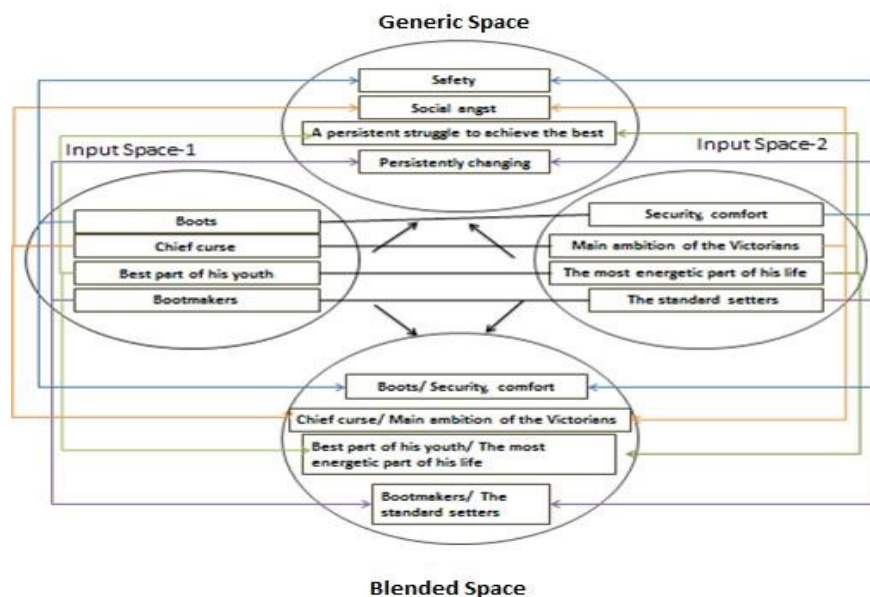 Generic Space
Safety
Social angst
A persistent struggle to achieve the best
Persistently changing
Input Space-1
Input Space-2
Boots
Chief curse
Best part of his youth
Bootmakers
Security, comfort
Main ambition of the Victorians
The most energetic part of his life
The standard setters
Boots/ Security, comfort
Chief curse/ Main ambition of the Victorians
Best part of his youth/ The most
energetic part of his life
Bootmakers/ The
standard setters
Blended Space